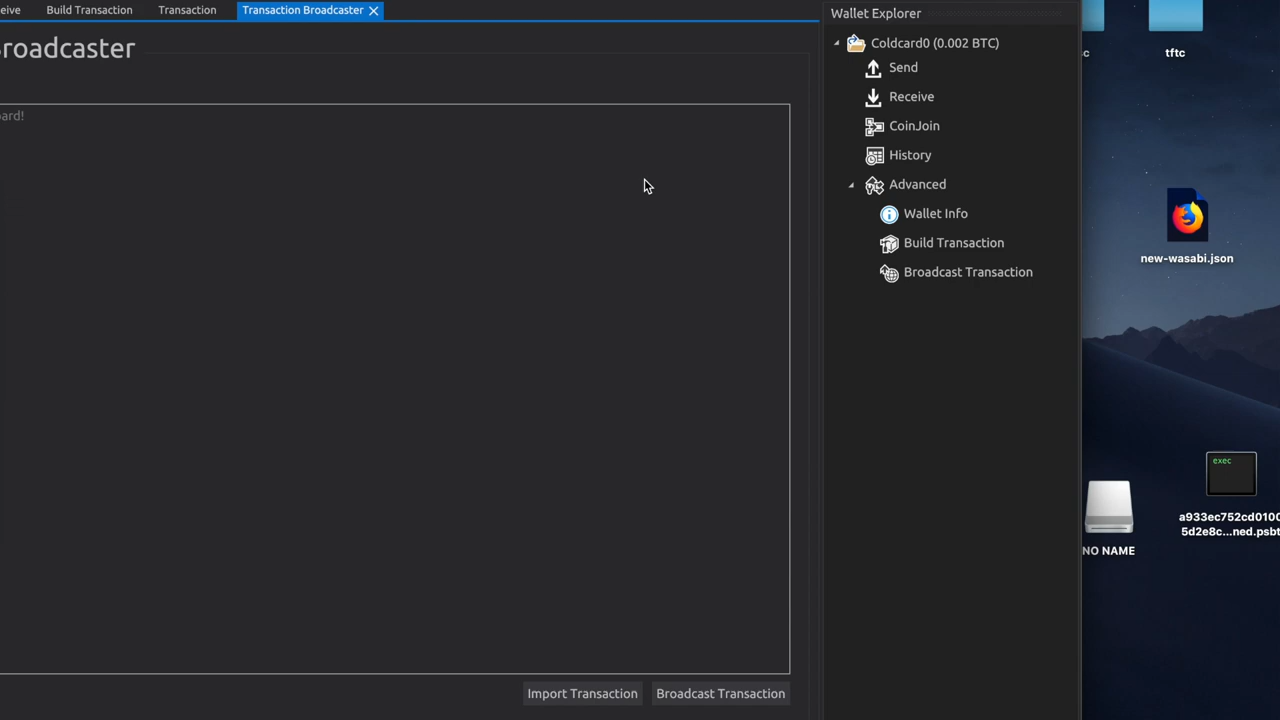 eive
Build Transaction
Transaction
Transaction Broadcaster
roadcaster
oard!
Import Transaction
Broadcast Transaction
Wallet Explorer
Coldcard0 (0.002 BTC)
Send
Receive
CoinJoin
History
Advanced
Wallet Info
Build Transaction
Broadcast Transaction
c
tftc
new-wasabi.json
exec
a933ec752cd0100
5d2e8c...ned.psbt
NO NAME